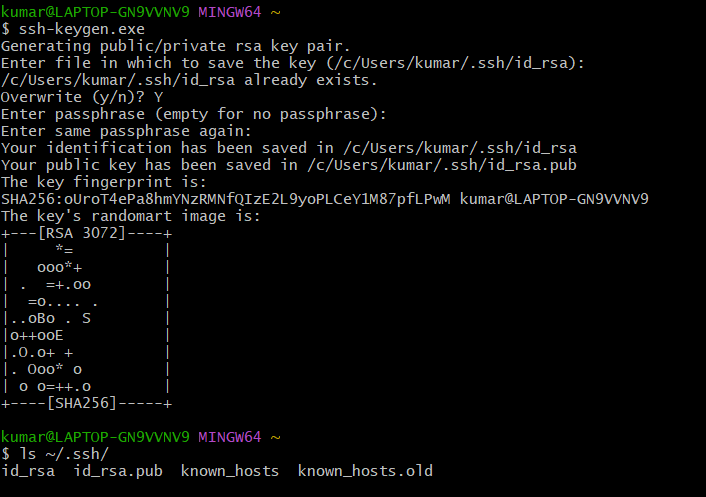 kumar@LAPTOP-GN9VVNV9 MINGW64 ~
$ ssh-keygen.exe
Generating public/private rsa key pair.
Enter file in which to save the key (/c/Users/kumar/.ssh/id_rsa):
/c/Users/kumar/.ssh/id_rsa already exists.
Overwrite (y/n)? Y
Enter passphrase (empty for no passphrase):
Enter same passphrase again:
Your identification has been saved in /c/Users/kumar/.ssh/id_rsa
Your public key has been saved in /c/Users/kumar/.ssh/id_rsa.pub
The key fingerprint is:
SHA256:oUroT4ePa8hmYNzRMNfQIzE2L9yoPLCeY1M87pfLPwM kumar@LAPTOP-GN9VVNV9
The key's randomart image is:
+---[RSA 3072]----+
|     *=          |
|   ooo*+         |
| .  =+.oo        |
|  =o.... .       |
|..oBo . S        |
|o++ooE           |
|.O.o+ +          |
|. Ooo* o         |
| o o=++.o        |
+----[SHA256]-----+
kumar@LAPTOP-GN9VVNV9 MINGW64 ~
$ ls ~/.ssh/
id_rsa  id_rsa.pub  known_hosts  known_hosts.old